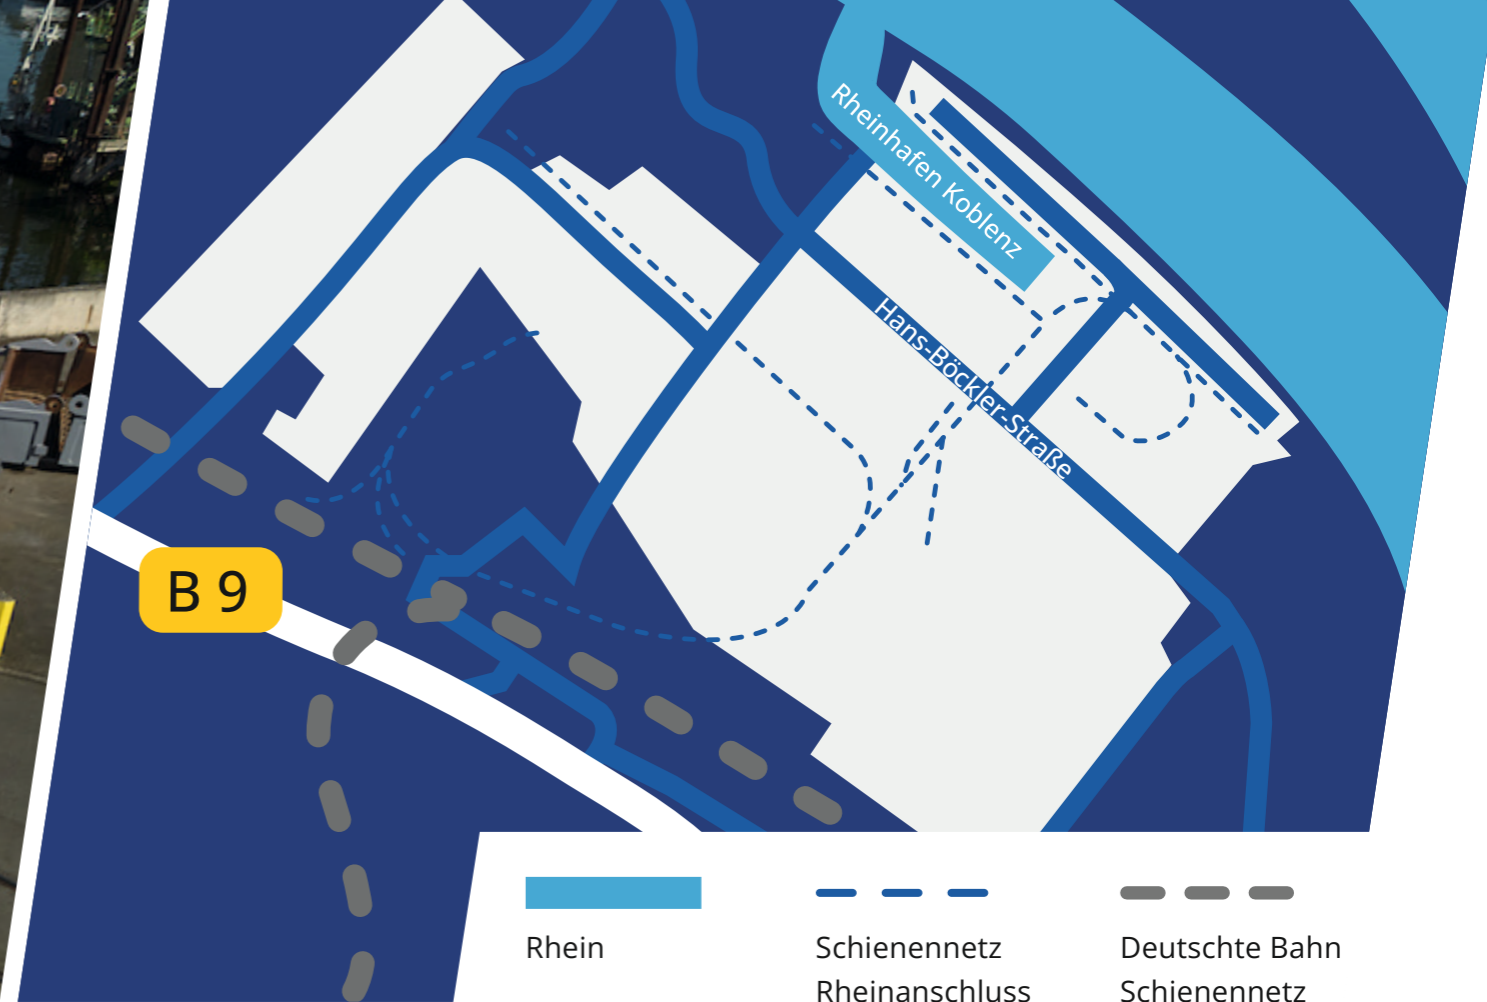 Rheinhafen Koblenz
Hans-Böckler-Straße
B 9
Rhein
Schienennetz
Rheinanschluss
Deutschte Bahn
Schienennetz